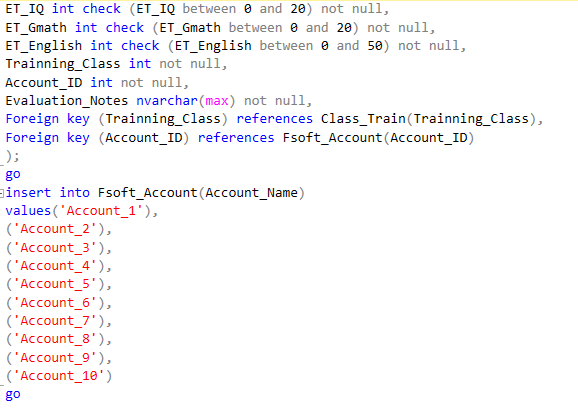 ET_IQ int check (ET_IQ between 0 and 20) not null,
ET_Gmath int check (ET_Gmath between 0 and 20) not null,
ET_English int check (ET_English between 0 and 50) not null,
Trainning_Class int not null,
Account_ID int not null,
Evaluation_Notes nvarchar(max) not null,
Foreign key (Trainning_Class) references Class_Train(Trainning_Class),
Foreign key (Account_ID) references Fsoft_Account(Account_ID)
);
go
insert into Fsoft_Account(Account_Name)
values('Account_1'),
('Account_2'),
('Account_3'),
('Account_4'),
('Account_5'),
('Account_6'),
('Account_7'),
('Account_8'),
('Account_9'),
('Account_10')
go